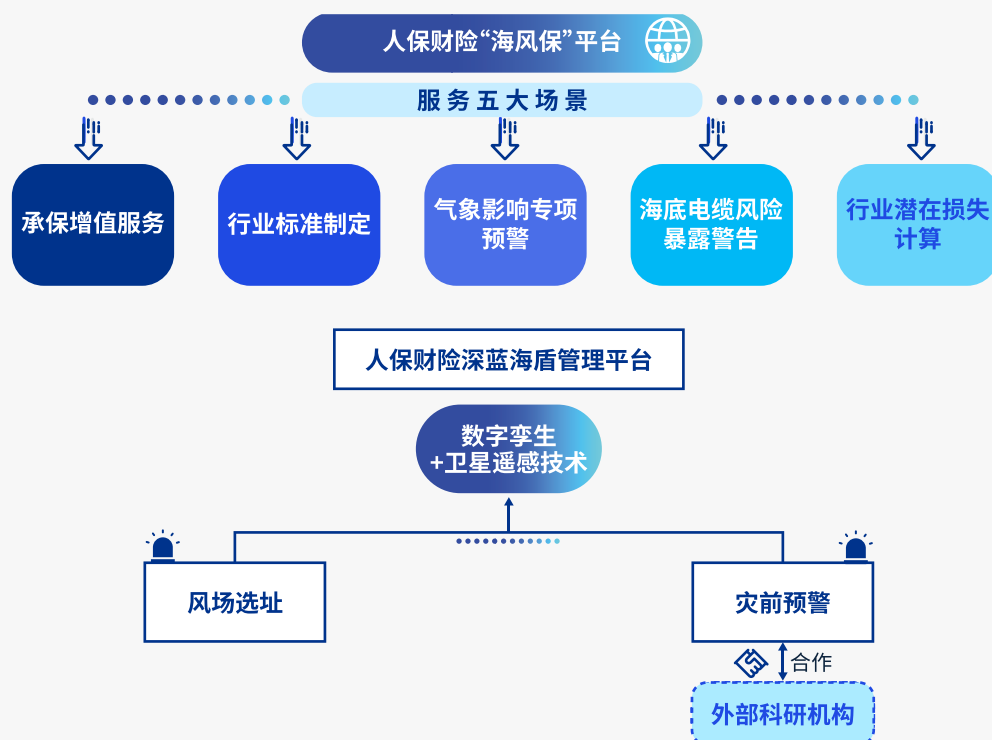 人保财险“海风保”平台
服务五大场景
承保增值服务
行业标准制定
气象影响专项
预警
海底电缆风险
暴露警告
行业潜在损失
计算
人保财险深蓝海盾管理平台
数字孪生
+卫星遥感技术
风场选址
灾前预警
合作
外部科研机构